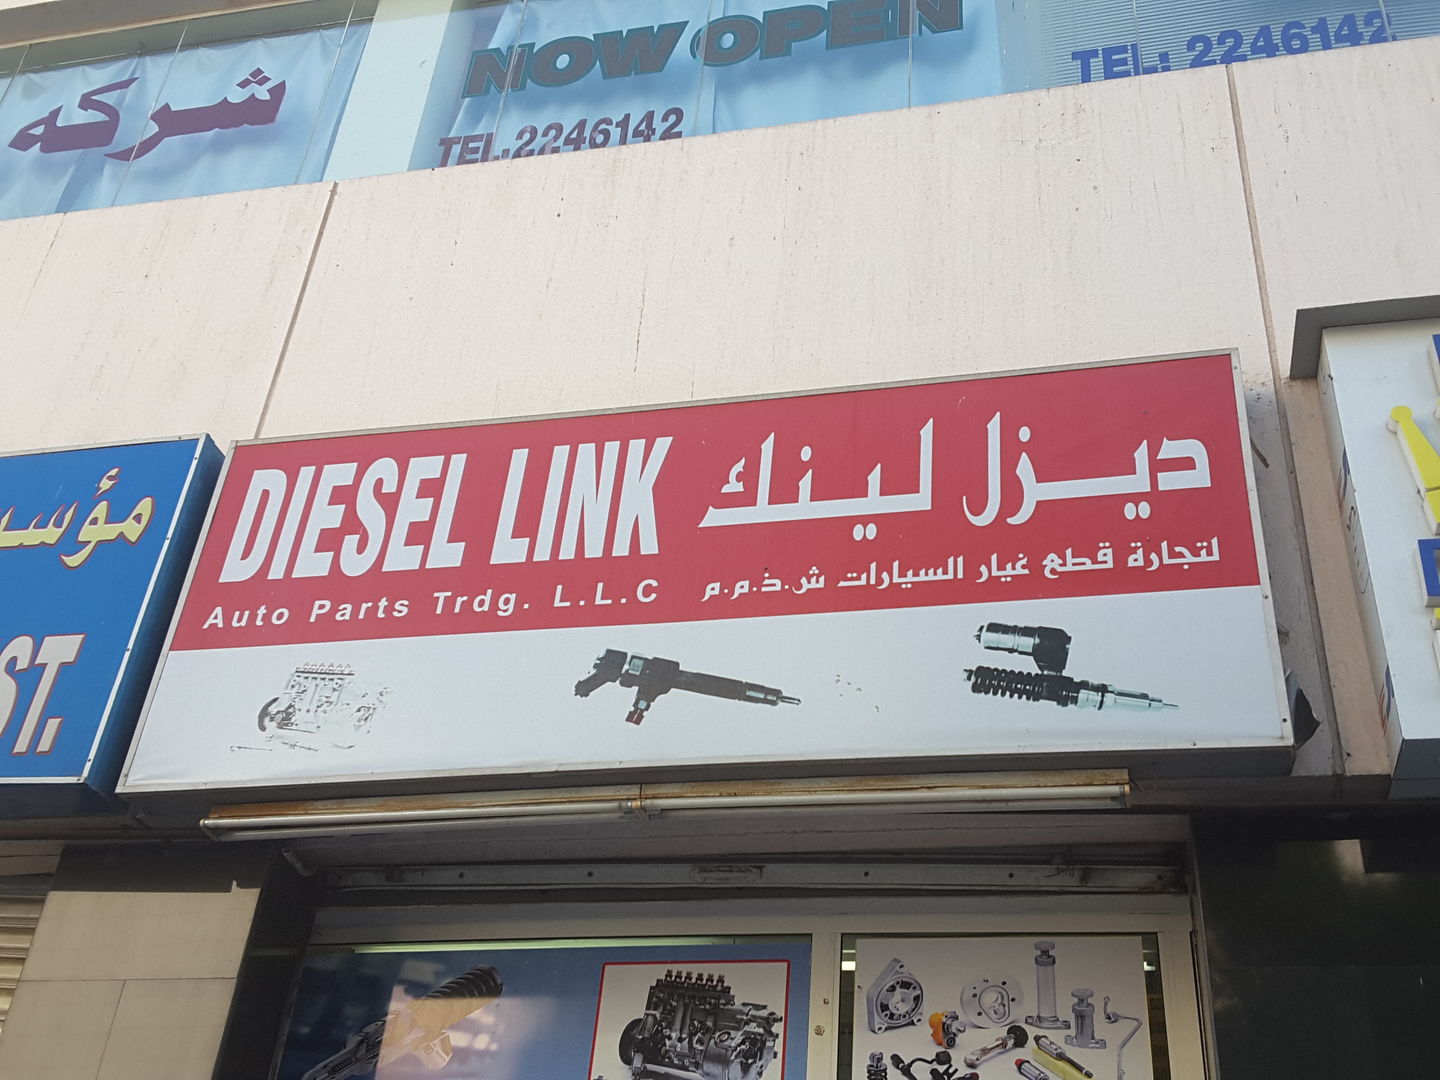 شركه
NOW OPEN
TEL.2246142
TEL: 2246142
DIESEL LINK
ديزل لينك
Auto Parts Trdg. L.L.C
لتجارة قطع غيار السيارات ش.ذ.م.م
ST.